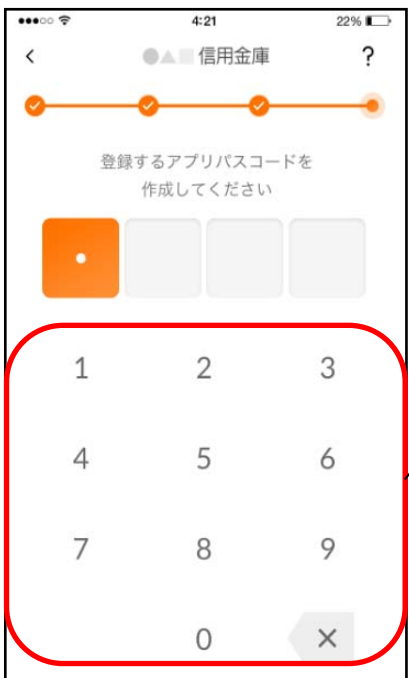 4:21 22%
< ●▲■信用金庫 ?
登録するアプリパスコードを
作成してください
1 2 3
4 5 6
7 8 9
0 ×